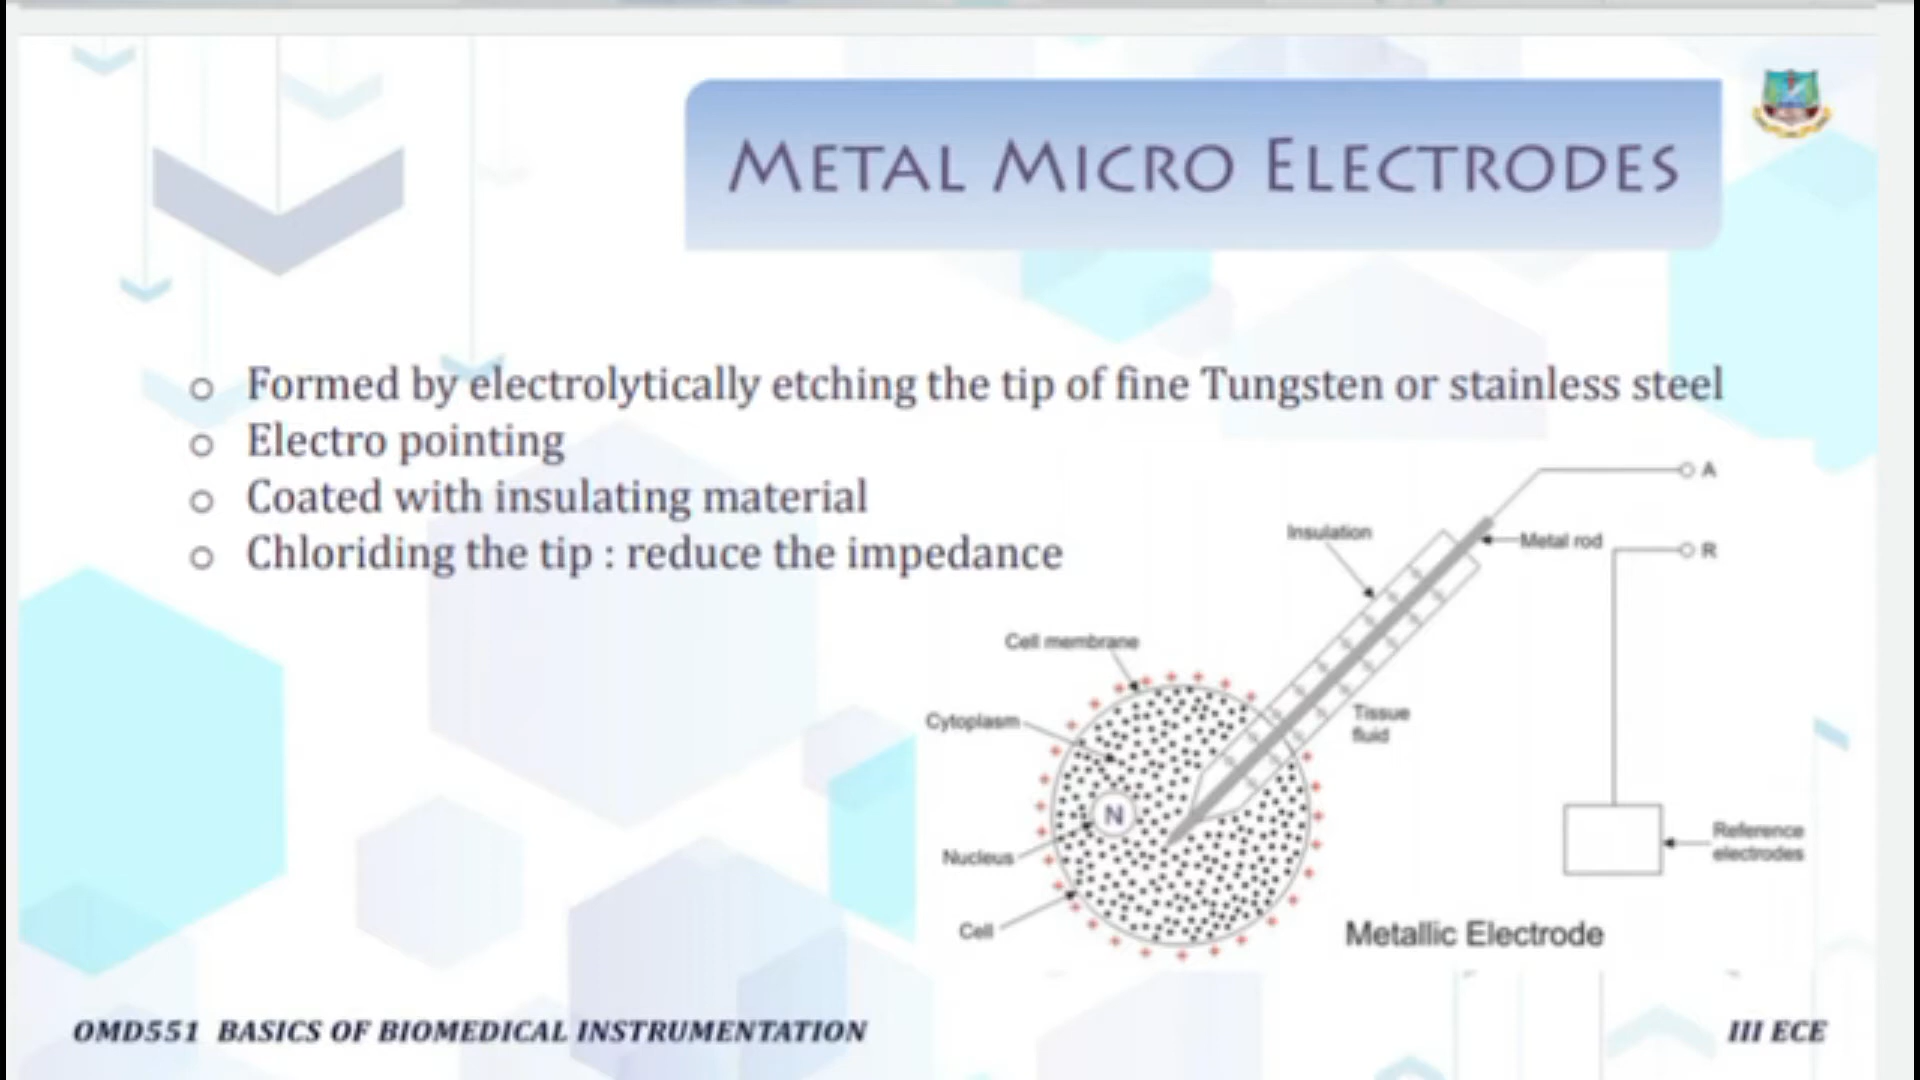 METAL MICRO ELECTRODES
o Formed by electrolytically etching the tip of fine Tungsten or stainless steel
o Electro pointing
o Coated with insulating material
o Chloriding the tip : reduce the impedance
A
Insulation
Metal rod
R
Cell membrane
Cytoplasm
Tissue
fluid
N
Nucleus
Reference
electrodes
Cell
Metallic Electrode
OMD551 BASICS OF BIOMEDICAL INSTRUMENTATION
III ECE